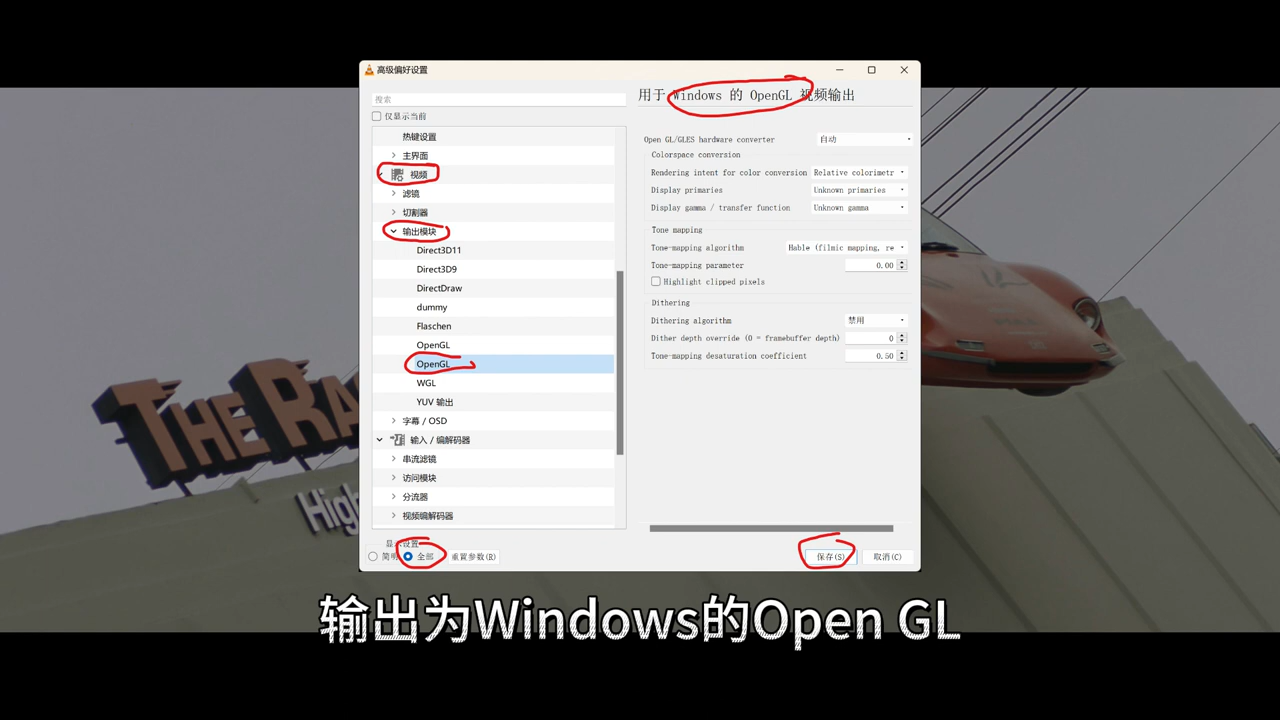 高级偏好设置
搜索
仅显示当前
热键设置
主界面
视频
滤镜
切割器
输出模块
Direct3D11
Direct3D9
DirectDraw
dummy
Flaschen
OpenGL
OpenGL
WGL
YUV 输出
字幕 / OSD
输入 / 编解码器
串流滤镜
访问模块
分流器
视频编解码器
显示设置
简明
全部
重置参数(R)
用于 Windows 的 OpenGL 视频输出
Open GL/GLES hardware converter 自动
Colorspace conversion
Rendering intent for color conversion Relative colorimetr
Display primaries Unknown primaries
Display gamma / transfer function Unknown gamma
Tone mapping
Tone-mapping algorithm Hable (filmic mapping, re
Tone-mapping parameter 0.00
Highlight clipped pixels
Dithering
Dithering algorithm 禁用
Dither depth override (0 = framebuffer depth) 0
Tone-mapping desaturation coefficient 0.50
保存(S)
取消(C)
THE RA
High
输出为Windows的Open GL